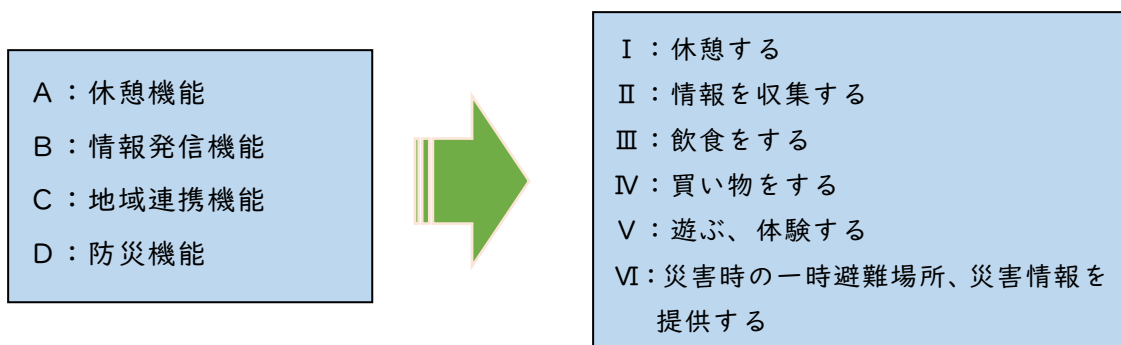 A：休憩機能
B：情報発信機能
C：地域連携機能
D：防災機能
Ⅰ：休憩する
Ⅱ：情報を収集する
Ⅲ：飲食をする
Ⅳ：買い物をする
Ⅴ：遊ぶ、体験する
Ⅵ：災害時の一時避難場所、災害情報を
提供する